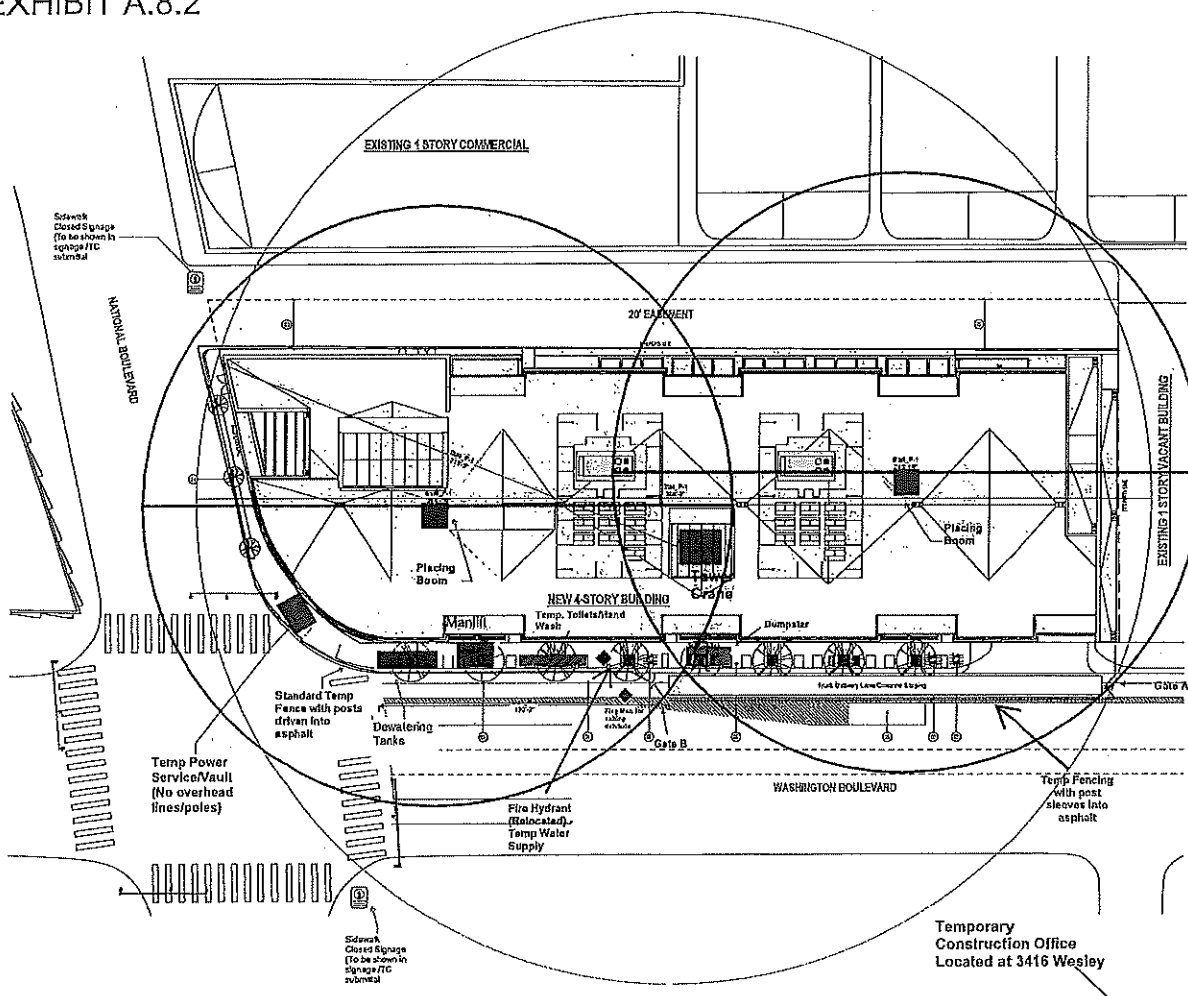 EXHIBIT A.8.2
EXISTING 1 STORY COMMERCIAL
Sidewalk
Closed Signage
(To be shown in
signage/TC
submittal
NATIONAL BOULEVARD
20' EASEMENT
EXISTING 1 STORY VACANT BUILDING
Placing
Boom
Placing
Boom
Tower
Crane
NEW 4-STORY BUILDING
Manlift
Temp. Toilets/Hand
Wash
Dumpster
Gate A
Standard Temp
Fence with posts
driven into
asphalt
Dewatering
Tanks
Gate B
Temp Power
Service/Vault
(No overhead
lines/poles)
Fire Hydrant
(Relocated).
Temp Water
Supply
WASHINGTON BOULEVARD
Temp Fencing
with post
sleeves into
asphalt
Sidewalk
Closed Signage
(To be shown in
signage/TC
submittal
Temporary
Construction Office
Located at 3416 Wesley